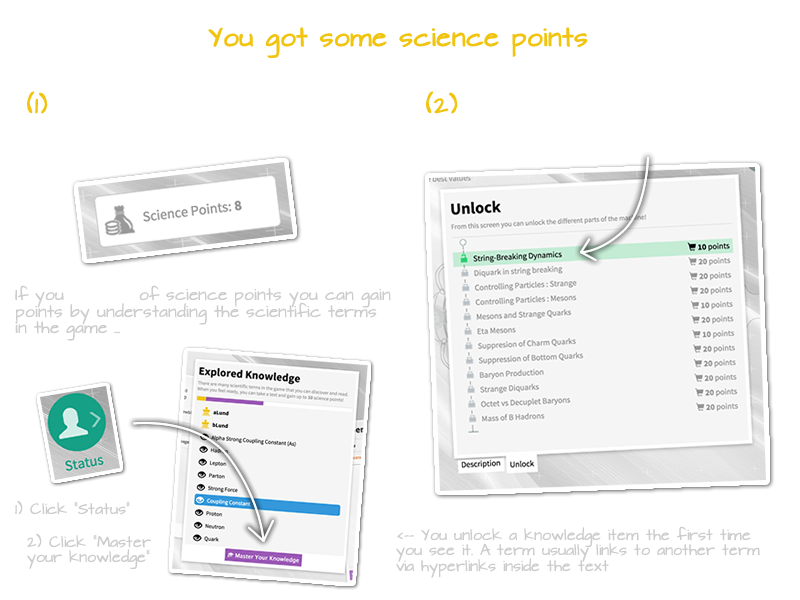 You got some science points
(1)
Science Points: 8
If you of science points you can gain
points by understanding the scientific terms
in the game ...
Status
1) Click "Status"
2) Click "Master
your knowledge"
Explored Knowledge
There are many scientific terms in the game that you can discover and read.
When you feel ready, you can take a test and gain up to 38 science points!
aLund
bLund
Alpha Strong Coupling Constant (As)
Hadron
Lepton
Parton
Strong Force
Coupling Constant
Proton
Neutron
Quark
Master Your Knowledge
(2)
Unlock
From this screen you can unlock the different parts of the machine!
String-Breaking Dynamics 10 points
Diquark in string breaking 20 points
Controlling Particles : Strange 20 points
Controlling Particles : Mesons 20 points
Mesons and Strange Quarks 10 points
Eta Mesons 20 points
Suppresion of Charm Quarks 10 points
Suppression of Bottom Quarks 20 points
Baryon Production 20 points
Strange Diquarks 20 points
Octet vs Decuplet Baryons 20 points
Mass of B Hadrons 20 points
Description Unlock
<-- You unlock a knowledge item the first time
you see it. A term usually links to another term
via hyperlinks inside the text